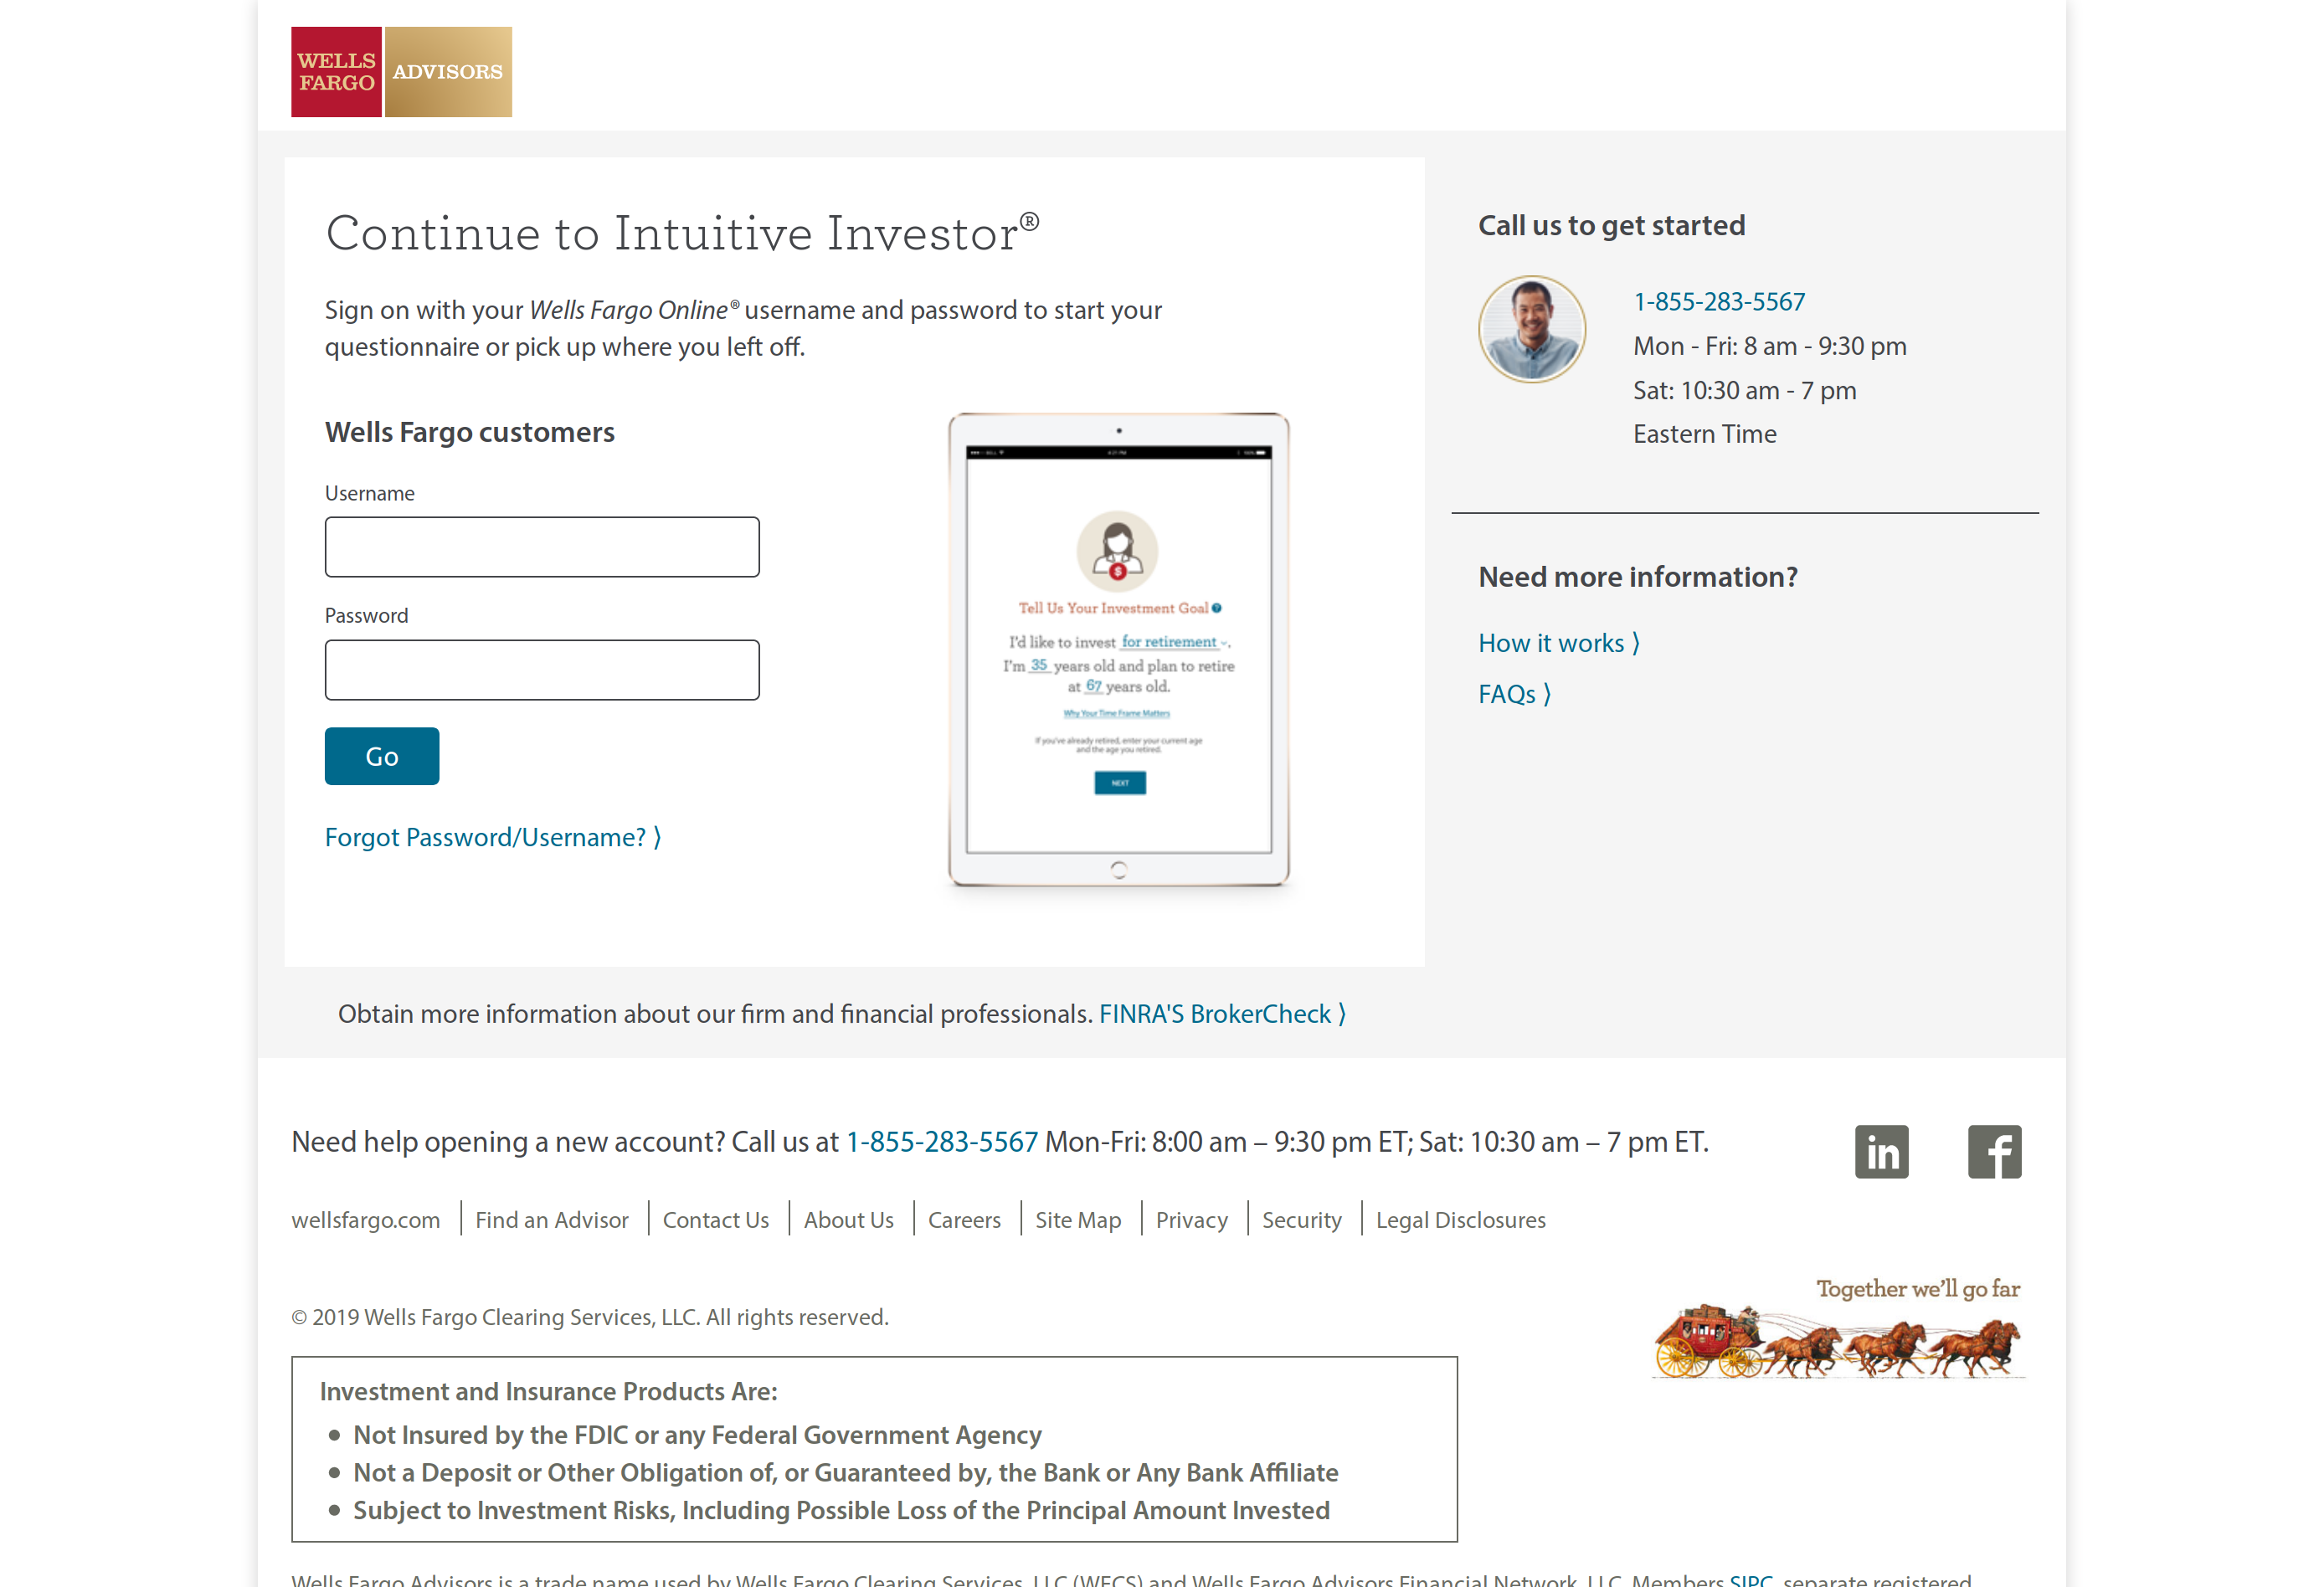 WELLS
FARGO
ADVISORS
Continue to Intuitive Investor®
Sign on with your Wells Fargo Online® username and password to start your
questionnaire or pick up where you left off.
Wells Fargo customers
Username
Password
Go
Forgot Password/Username? ⟩
4:21 PM
Tell Us Your Investment Goal ?
I'd like to invest for retirement.
I'm 35 years old and plan to retire
at 67 years old.
Why Your Time Frame Matters
If you've already retired, enter your current age
and the age you retired.
NEXT
Call us to get started
1-855-283-5567
Mon - Fri: 8 am - 9:30 pm
Sat: 10:30 am - 7 pm
Eastern Time
Need more information?
How it works ⟩
FAQs ⟩
Obtain more information about our firm and financial professionals. FINRA'S BrokerCheck ⟩
Need help opening a new account? Call us at 1-855-283-5567 Mon-Fri: 8:00 am – 9:30 pm ET; Sat: 10:30 am – 7 pm ET.
in f
wellsfargo.com | Find an Advisor | Contact Us | About Us | Careers | Site Map | Privacy | Security | Legal Disclosures
Together we'll go far
© 2019 Wells Fargo Clearing Services, LLC. All rights reserved.
Investment and Insurance Products Are:
• Not Insured by the FDIC or any Federal Government Agency
• Not a Deposit or Other Obligation of, or Guaranteed by, the Bank or Any Bank Affiliate
• Subject to Investment Risks, Including Possible Loss of the Principal Amount Invested
Wells Fargo Advisors is a trade name used by Wells Fargo Clearing Services, LLC (WFCS) and Wells Fargo Advisors Financial Network, LLC, Members SIPC, separate registered